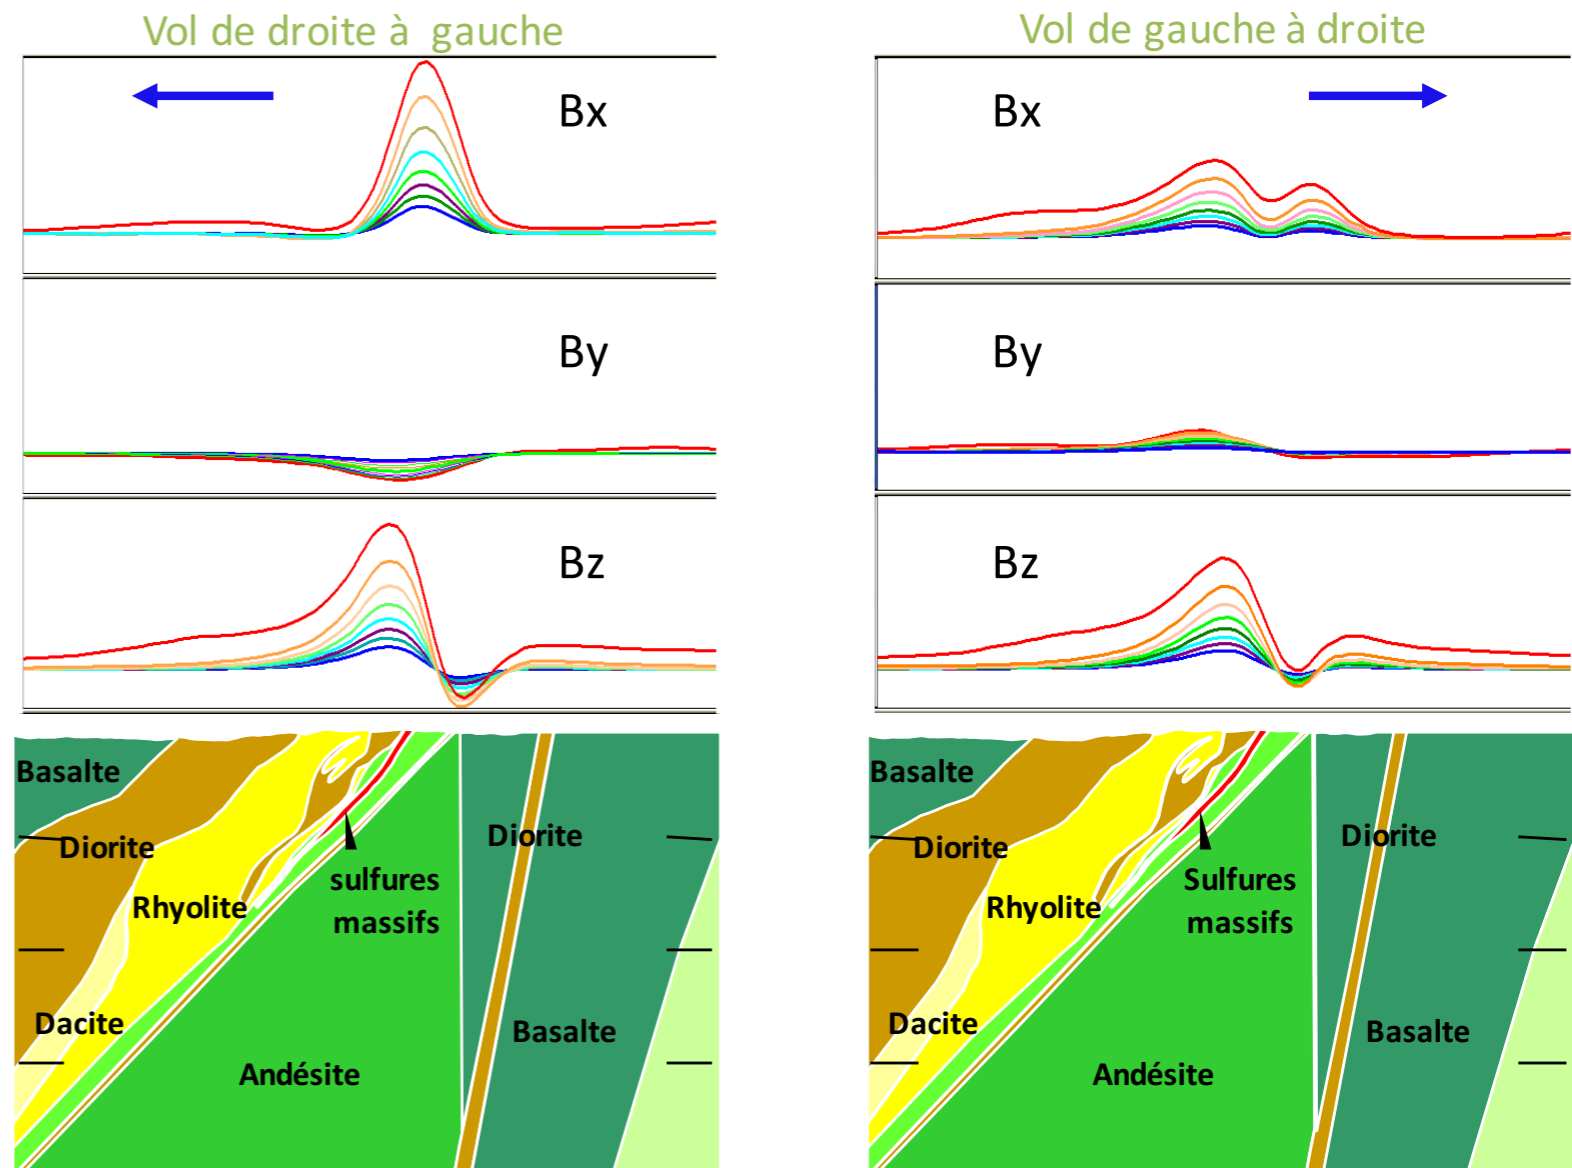 Vol de droite à gauche
Bx
By
Bz
Basalte
Diorite
Diorite
sulfures
massifs
Rhyolite
Dacite
Basalte
Andésite
Vol de gauche à droite
Bx
By
Bz
Basalte
Diorite
Diorite
Sulfures
massifs
Rhyolite
Dacite
Basalte
Andésite